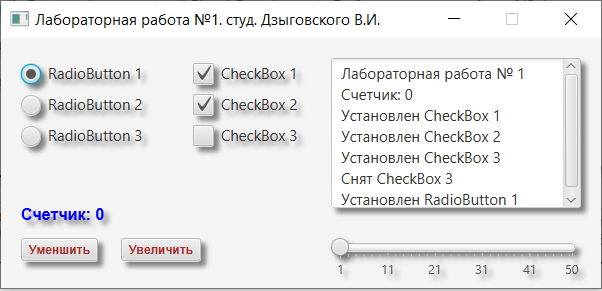 Лабораторная работа №1. студ. Дзыговского В.И.
RadioButton 1
RadioButton 2
RadioButton 3
CheckBox 1
CheckBox 2
CheckBox 3
Лабораторная работа № 1
Счетчик: 0
Установлен CheckBox 1
Установлен CheckBox 2
Установлен CheckBox 3
Снят CheckBox 3
Установлен RadioButton 1
Счетчик: 0
Уменьшить
Увеличить
1 11 21 31 41 50